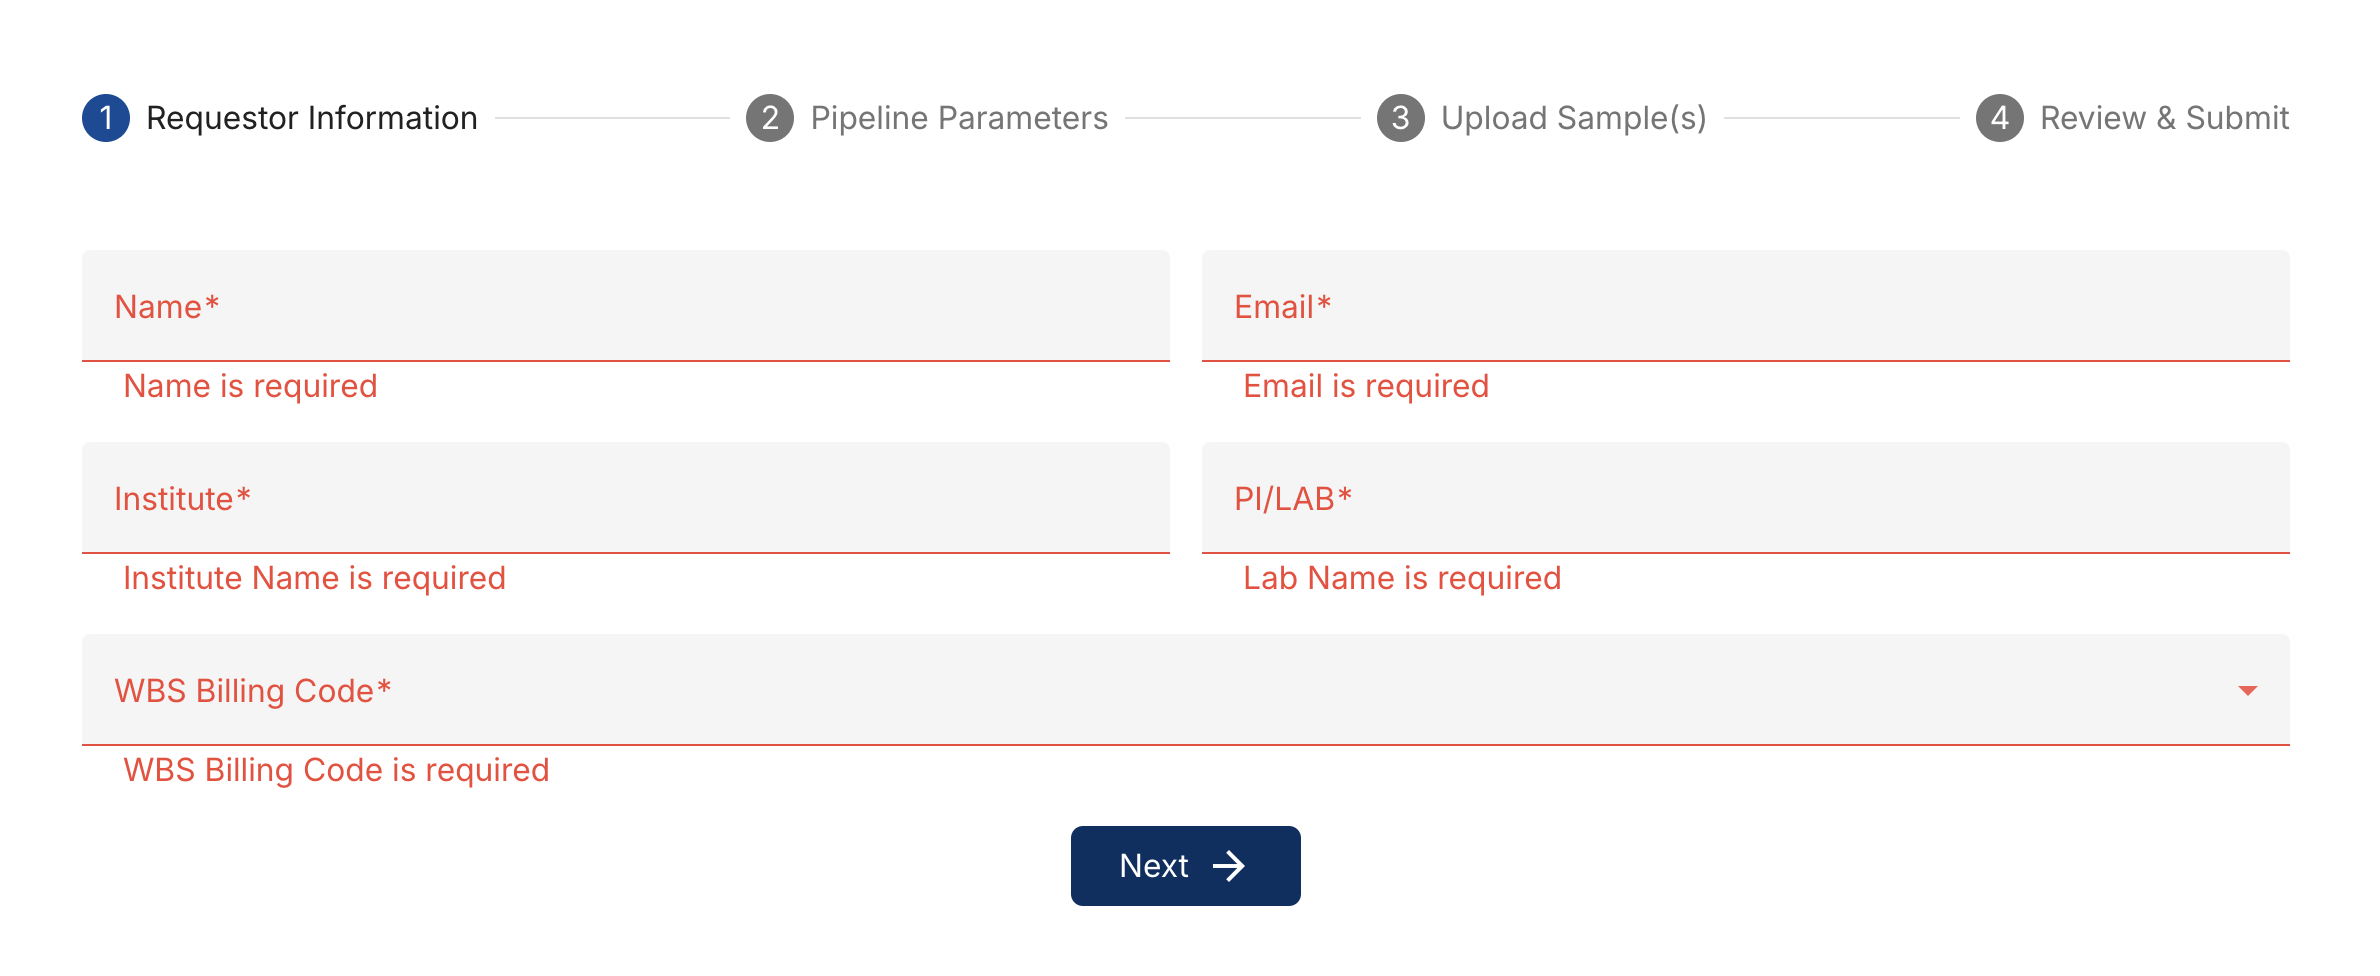 1 Requestor Information 2 Pipeline Parameters 3 Upload Sample(s) 4 Review & Submit
Name* Email*
Name is required Email is required
Institute* PI/LAB*
Institute Name is required Lab Name is required
WBS Billing Code*
WBS Billing Code is required
Next →